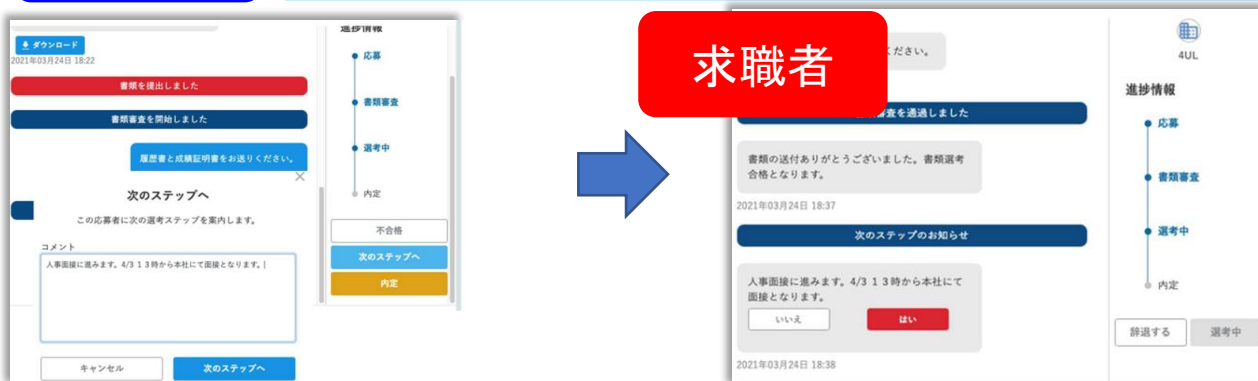 ダウンロード
2021年03月24日 18:22
書類を提出しました
書類審査を開始しました
履歴書と成績証明書をお送りください。
次のステップへ
この応募者に次の選考ステップを案内します。
コメント
人事面接に進みます。4/3 1 3時から本社にて面接となります。
キャンセル
次のステップへ
進捗情報
応募
書類審査
選考中
内定
不合格
次のステップへ
内定
求職者
ください。
審査を通過しました
書類の送付ありがとうございました。書類選考
合格となります。
2021年03月24日 18:37
次のステップのお知らせ
人事面接に進みます。4/3 1 3時から本社にて
面接となります。
いいえ
はい
2021年03月24日 18:38
4UL
進捗情報
応募
書類審査
選考中
内定
辞退する
選考中